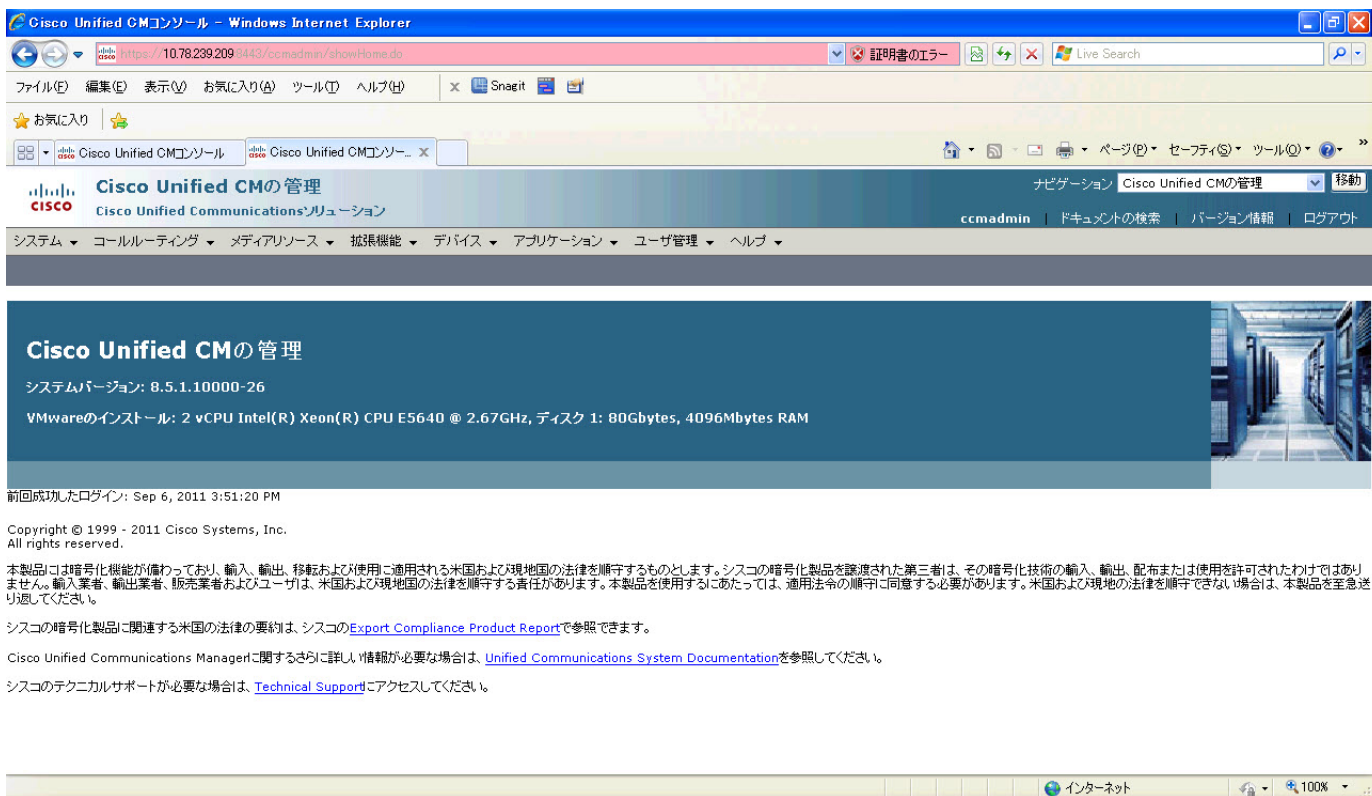 Cisco Unified CMコンソール - Windows Internet Explorer
https://10.78.239.209:8443/ccmadmin/showHome.do
証明書のエラー
Live Search
ファイル(F) 編集(E) 表示(V) お気に入り(A) ツール(T) ヘルプ(H) x Snagit
お気に入り
Cisco Unified CMコンソール
Cisco Unified CMコンソー... X
ページ(P) セーフティ(S) ツール(O) »
cisco
Cisco Unified CMの管理
Cisco Unified Communicationsソリューション
ナビゲーション Cisco Unified CMの管理 移動
ccmadmin | ドキュメントの検索 | バージョン情報 | ログアウト
システム コールルーティング メディアリソース 拡張機能 デバイス アプリケーション ユーザ管理 ヘルプ
Cisco Unified CMの管理
システムバージョン: 8.5.1.10000-26
VMwareのインストール: 2 vCPU Intel(R) Xeon(R) CPU E5640 @ 2.67GHz, ディスク 1: 80Gbytes, 4096Mbytes RAM
前回成功したログイン: Sep 6, 2011 3:51:20 PM
Copyright © 1999 - 2011 Cisco Systems, Inc.
All rights reserved.
本製品には暗号化機能が備わっており、輸入、輸出、移転および使用に適用される米国および現地国の法律を順守するものとします。シスコの暗号化製品を譲渡された第三者は、その暗号化技術の輸入、輸出、配布または使用を許可されたわけではあり
ません。輸入業者、輸出業者、販売業者およびユーザは、米国および現地国の法律を順守する責任があります。本製品を使用するにあたっては、適用法令の順守に同意する必要があります。米国および現地の法律を順守できない場合は、本製品を至急送
り返してください。
シスコの暗号化製品に関連する米国の法律の要約は、シスコのExport Compliance Product Reportで参照できます。
Cisco Unified Communications Managerに関するさらに詳しい情報が必要な場合は、Unified Communications System Documentationを参照してください。
シスコのテクニカルサポートが必要な場合は、Technical Supportにアクセスしてください。
インターネット
100%